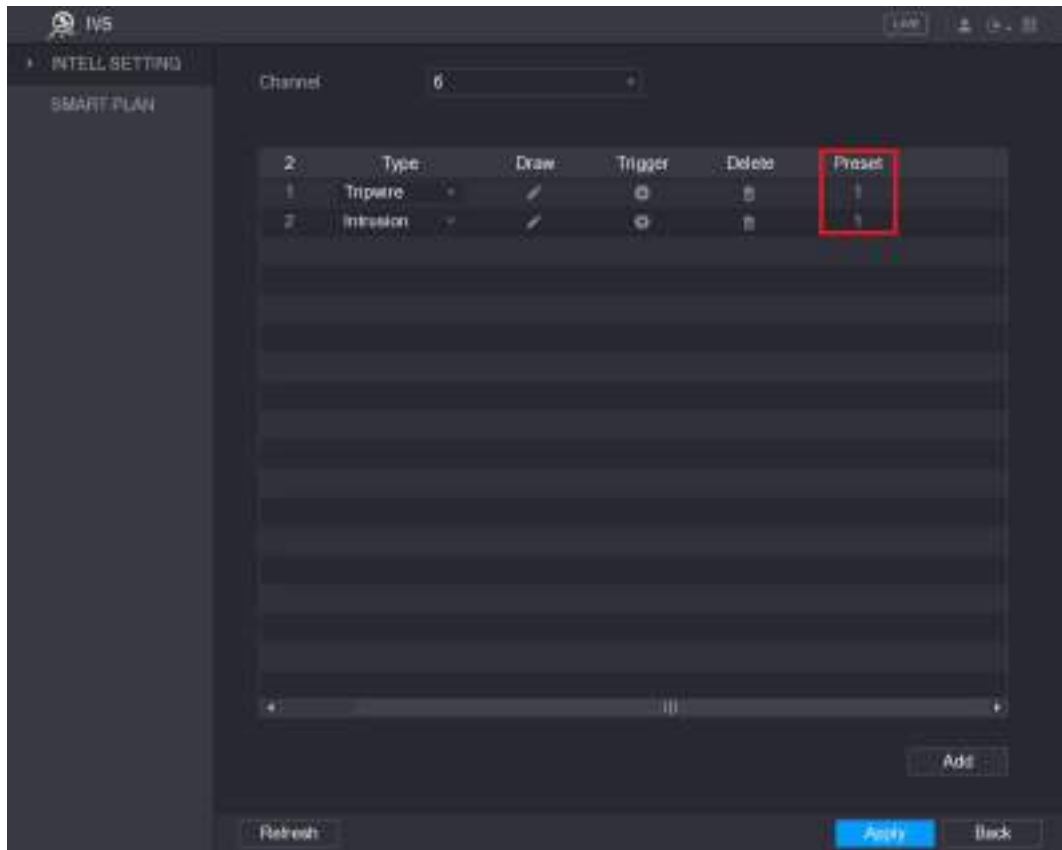 IVS
LIVE
INTELL SETTING
SMART PLAN
Channel 6
2 Type Draw Trigger Delete Preset
1 Tripwire 1
2 Intrusion 1
Add
Refresh Apply Back